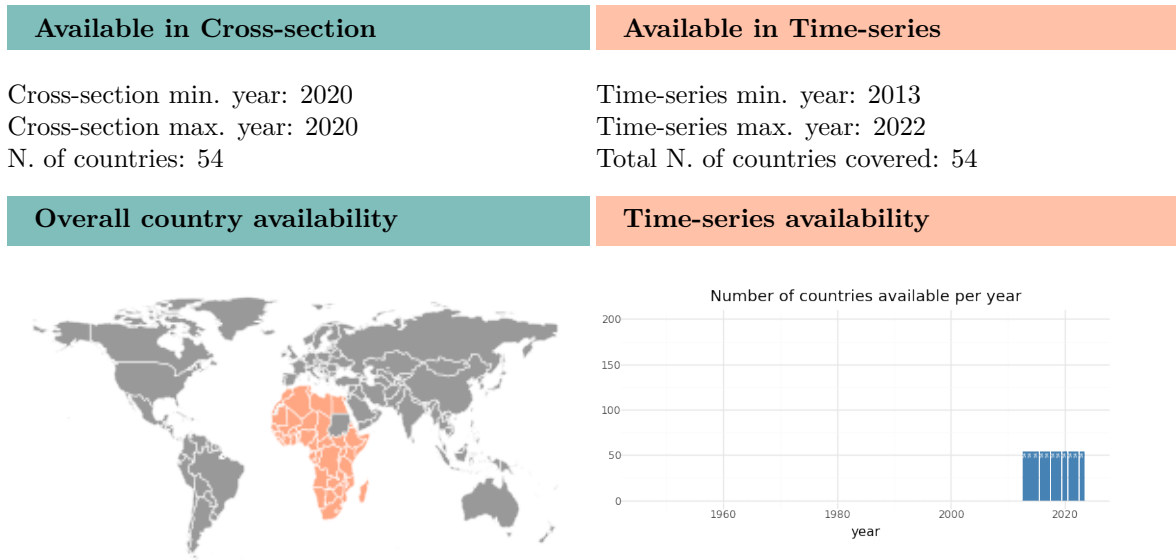 Available in Cross-section
Available in Time-series
Cross-section min. year: 2020
Cross-section max. year: 2020
N. of countries: 54
Time-series min. year: 2013
Time-series max. year: 2022
Total N. of countries covered: 54
Overall country availability
Time-series availability
Number of countries available per year
200
150
100
50
0
1960
1980
2000
2020
year